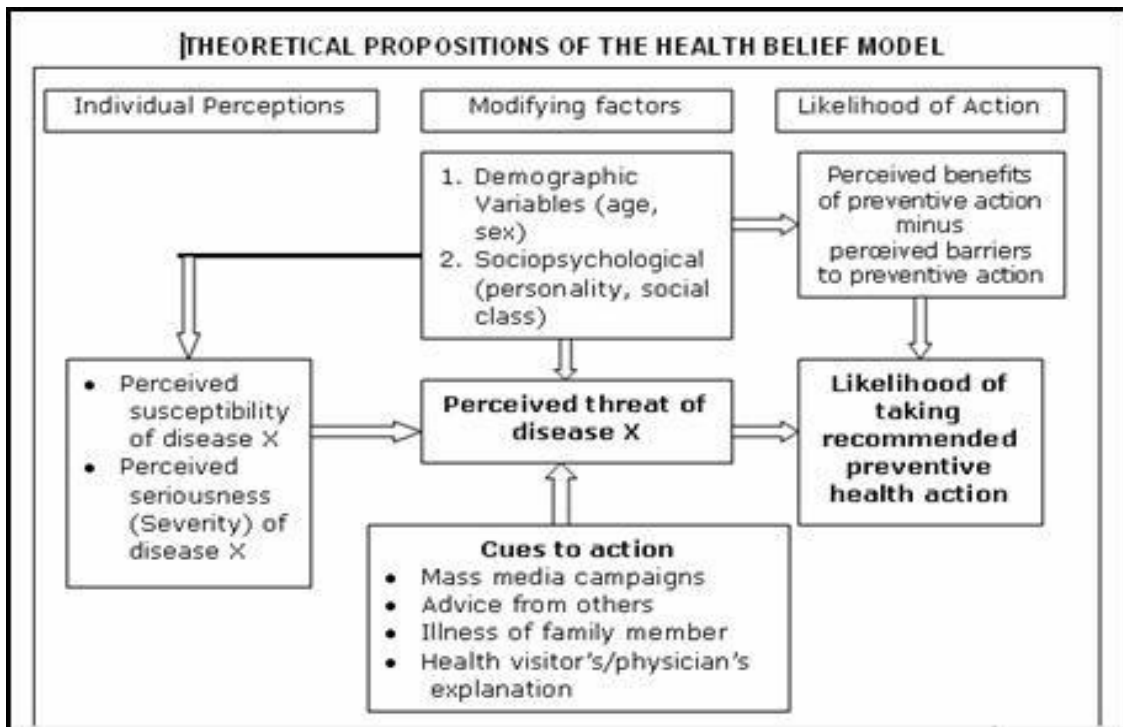 THEORETICAL PROPOSITIONS OF THE HEALTH BELIEF MODEL
Individual Perceptions
Modifying factors
Likelihood of Action
1. Demographic
Variables (age,
sex)
2. Sociopsychological
(personality, social
class)
Perceived benefits
of preventive action
minus
perceived barriers
to preventive action
• Perceived
susceptibility
of disease X
• Perceived
seriousness
(Severity) of
disease X
Perceived threat of
disease X
Likelihood of
taking
recommended
preventive
health action
Cues to action
• Mass media campaigns
• Advice from others
• Illness of family member
• Health visitor's/physician's
explanation